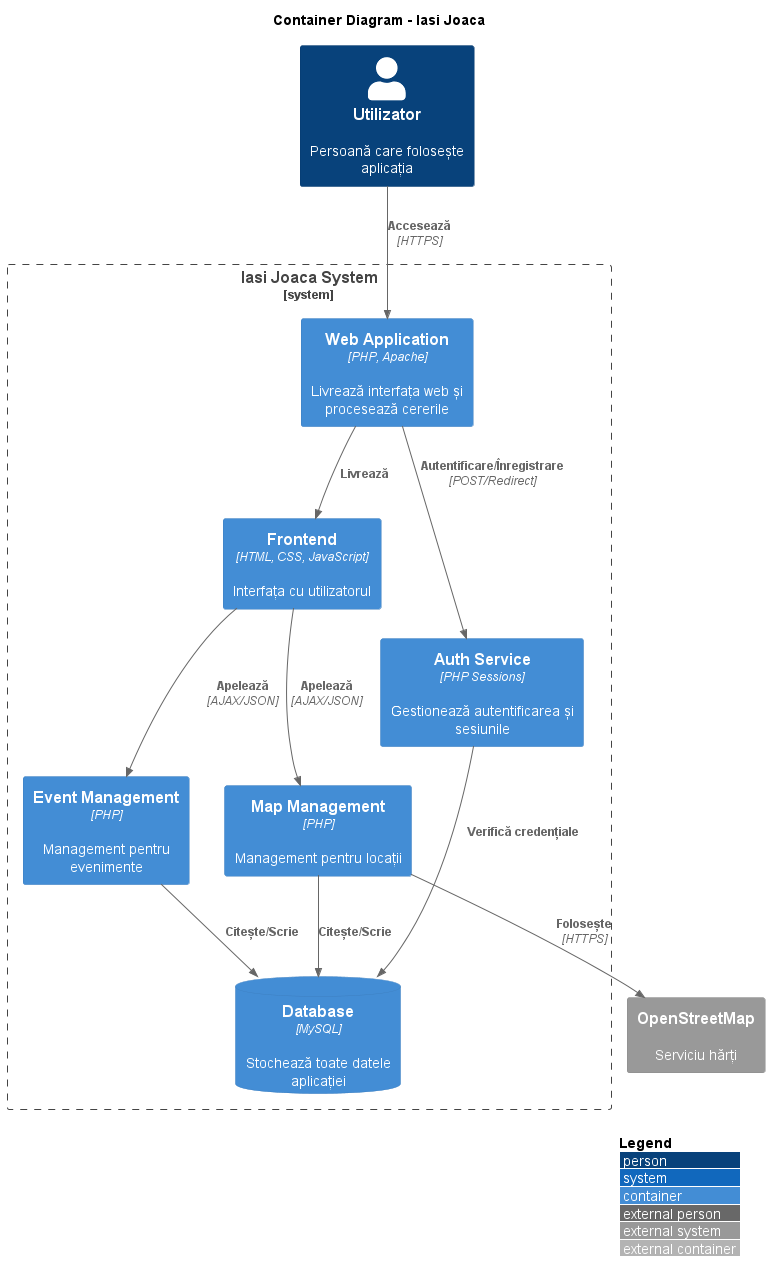 Container Diagram - Iasi Joaca
Utilizator
Persoană care folosește
aplicația
Accesează
[HTTPS]
Iasi Joaca System
[system]
Web Application
[PHP, Apache]
Livrează interfața web și
procesează cererile
Livrează
Autentificare/Înregistrare
[POST/Redirect]
Frontend
[HTML, CSS, JavaScript]
Interfața cu utilizatorul
Auth Service
[PHP Sessions]
Gestionează autentificarea și
sesiunile
Apelează
[AJAX/JSON]
Apelează
[AJAX/JSON]
Event Management
[PHP]
Management pentru
evenimente
Map Management
[PHP]
Management pentru locații
Verifică credențiale
Citește/Scrie
Citește/Scrie
Folosește
[HTTPS]
Database
[MySQL]
Stochează toate datele
aplicației
OpenStreetMap
Serviciu hărți
Legend
person
system
container
external person
external system
external container